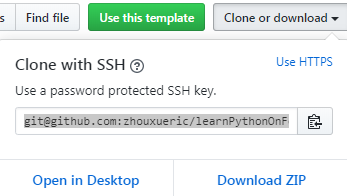 s Find file Use this template Clone or download
Clone with SSH Use HTTPS
Use a password protected SSH key.
git@github.com:zhouxueric/learnPythonOnF
Open in Desktop Download ZIP